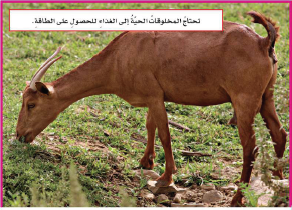 تحتاجُ المخلوقاتُ الحيَّةُ إلى الغذاءِ للحصولِ على الطاقةِ.